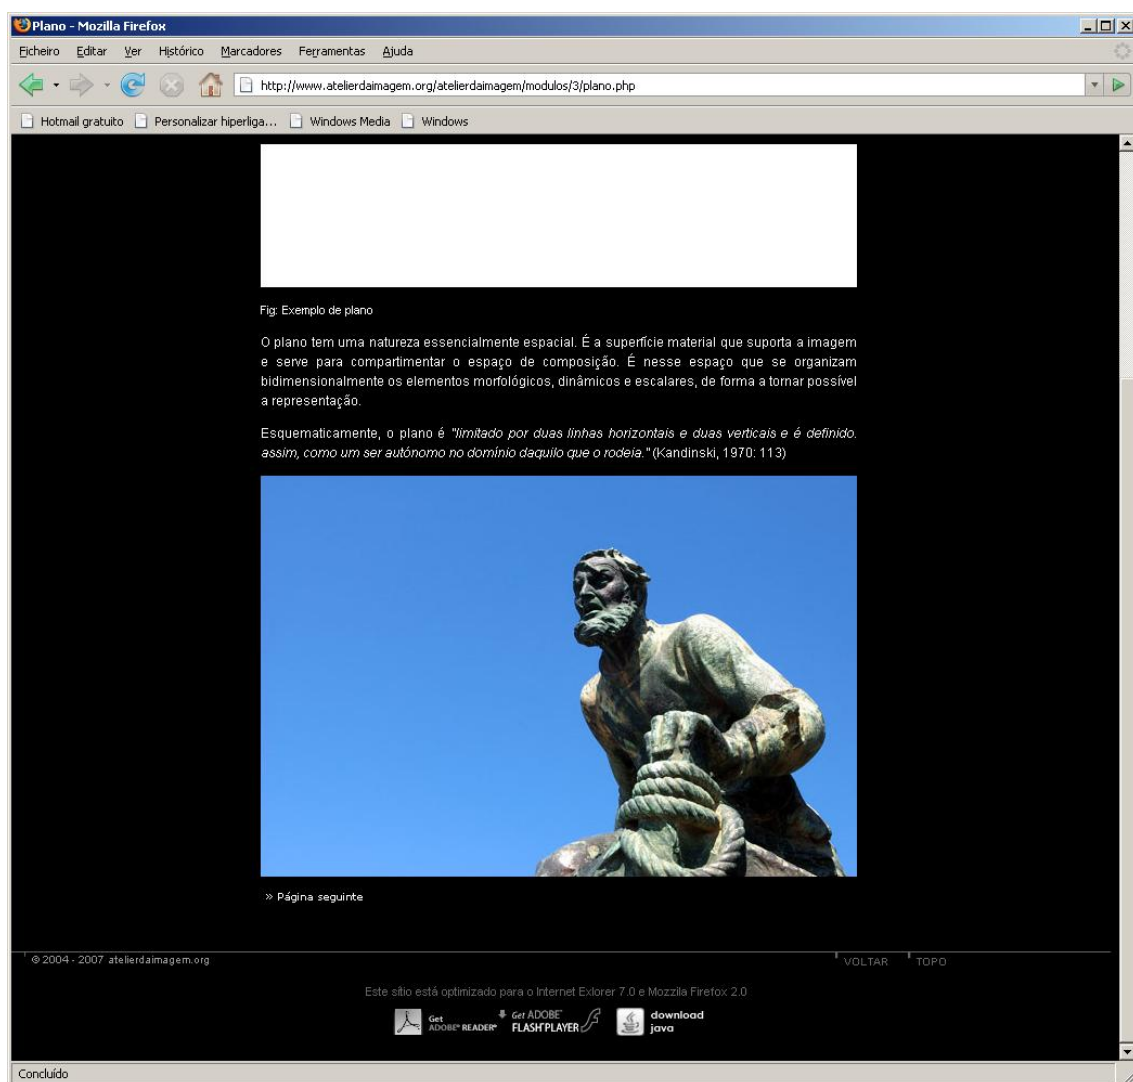 Plano - Mozilla Firefox
Ficheiro Editar Ver Histórico Marcadores Ferramentas Ajuda
http://www.atelierdaimagem.org/atelierdaimagem/modulos/3/plano.php
Hotmail gratuito Personalizar hiperliga... Windows Media Windows
Fig: Exemplo de plano
O plano tem uma natureza essencialmente espacial. É a superfície material que suporta a imagem
e serve para compartimentar o espaço de composição. É nesse espaço que se organizam
bidimensionalmente os elementos morfológicos, dinâmicos e escalares, de forma a tornar possível
a representação.
Esquematicamente, o plano é "limitado por duas linhas horizontais e duas verticais e é definido.
assim, como um ser autónomo no domínio daquilo que o rodeia." (Kandinski, 1970: 113)
» Página seguinte
© 2004 - 2007 atelierdaimagem.org VOLTAR TOPO
Este sítio está optimizado para o Internet Exlorer 7.0 e Mozzila Firefox 2.0
Get ADOBE® READER® Get ADOBE® FLASH® PLAYER download java
Concluído